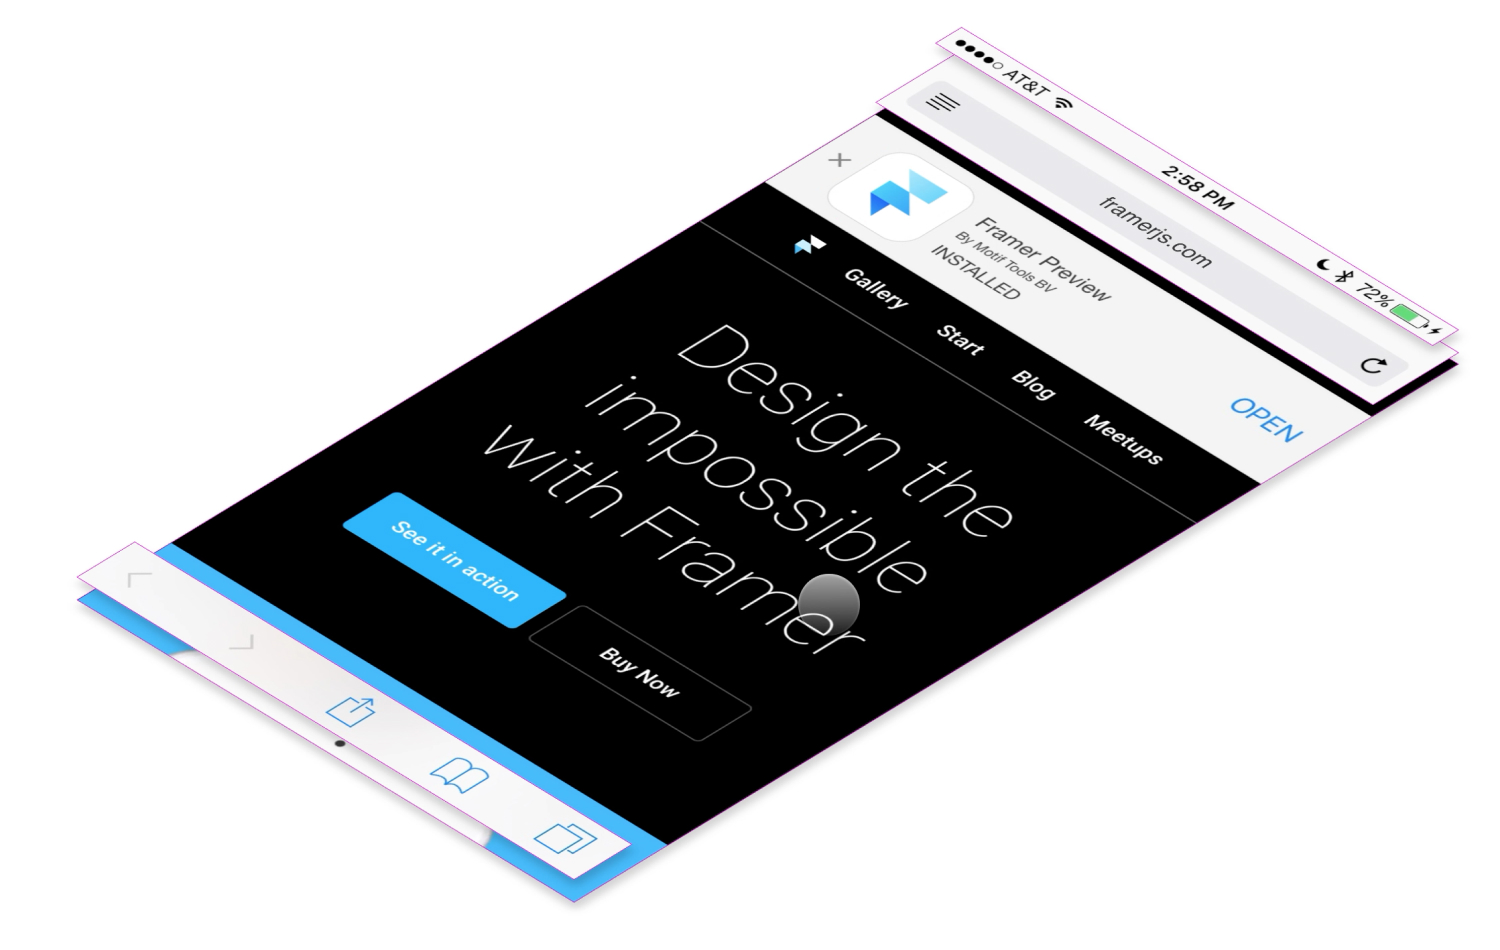 AT&T 2:58 PM 72%
framerjs.com
Framer Preview
By Motif Tools BV
INSTALLED
OPEN
Gallery Start Blog Meetups
Design the
impossible
with Framer
See it in action
Buy Now